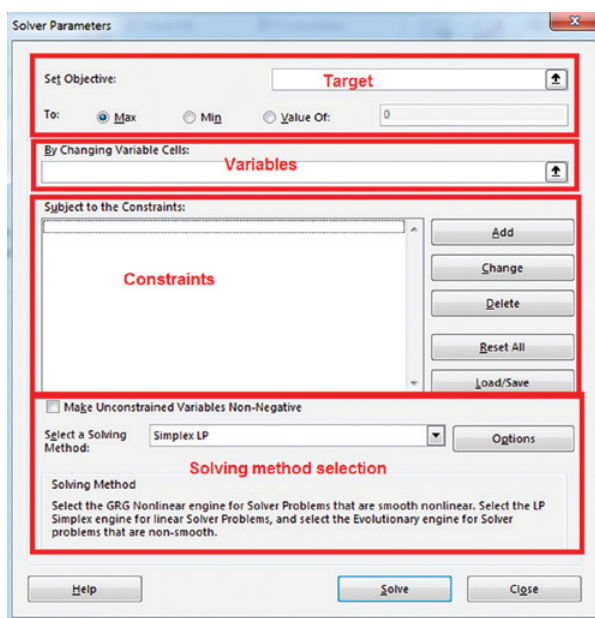 Solver Parameters
x
Set Objective:
Target
To: Max Min Value Of: 0
By Changing Variable Cells:
Variables
Subject to the Constraints:
Constraints
Add
Change
Delete
Reset All
Load/Save
Make Unconstrained Variables Non-Negative
Select a Solving
Method:
Simplex LP
Options
Solving method selection
Solving Method
Select the GRG Nonlinear engine for Solver Problems that are smooth nonlinear. Select the LP
Simplex engine for linear Solver Problems, and select the Evolutionary engine for Solver
problems that are non-smooth.
Help Solve Close